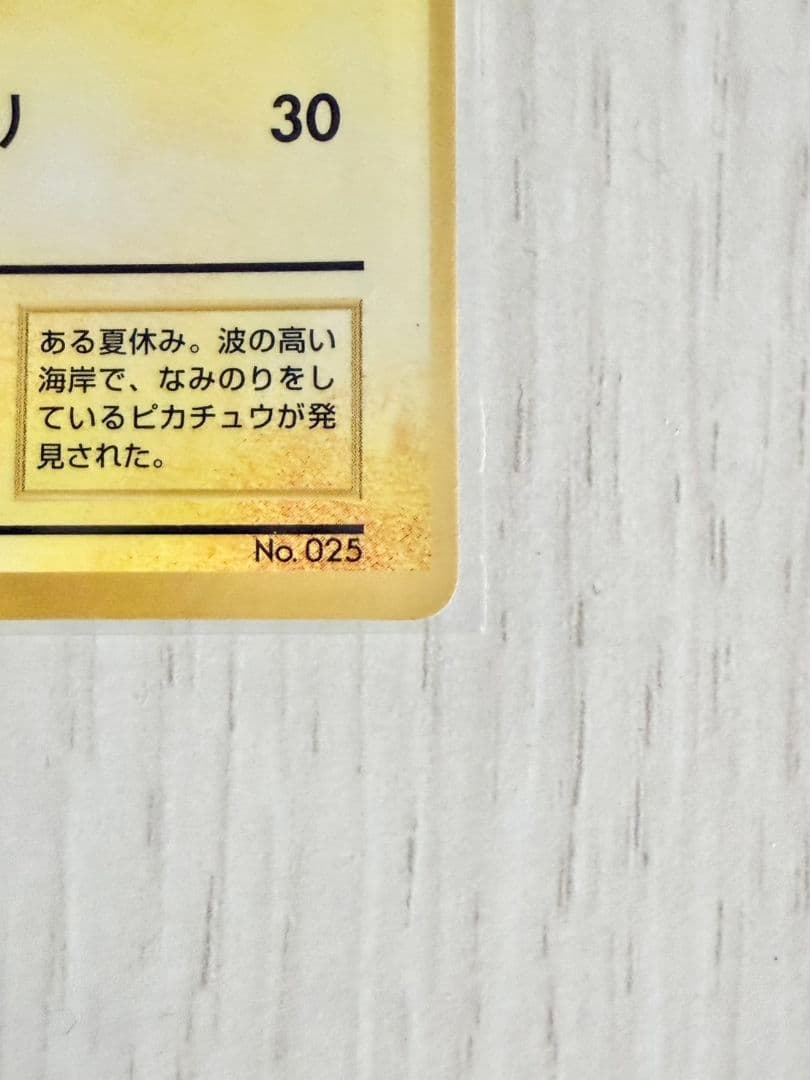 り 30
ある夏休み。波の高い
海岸で、なみのりをし
ているピカチュウが発
見された。
No. 025